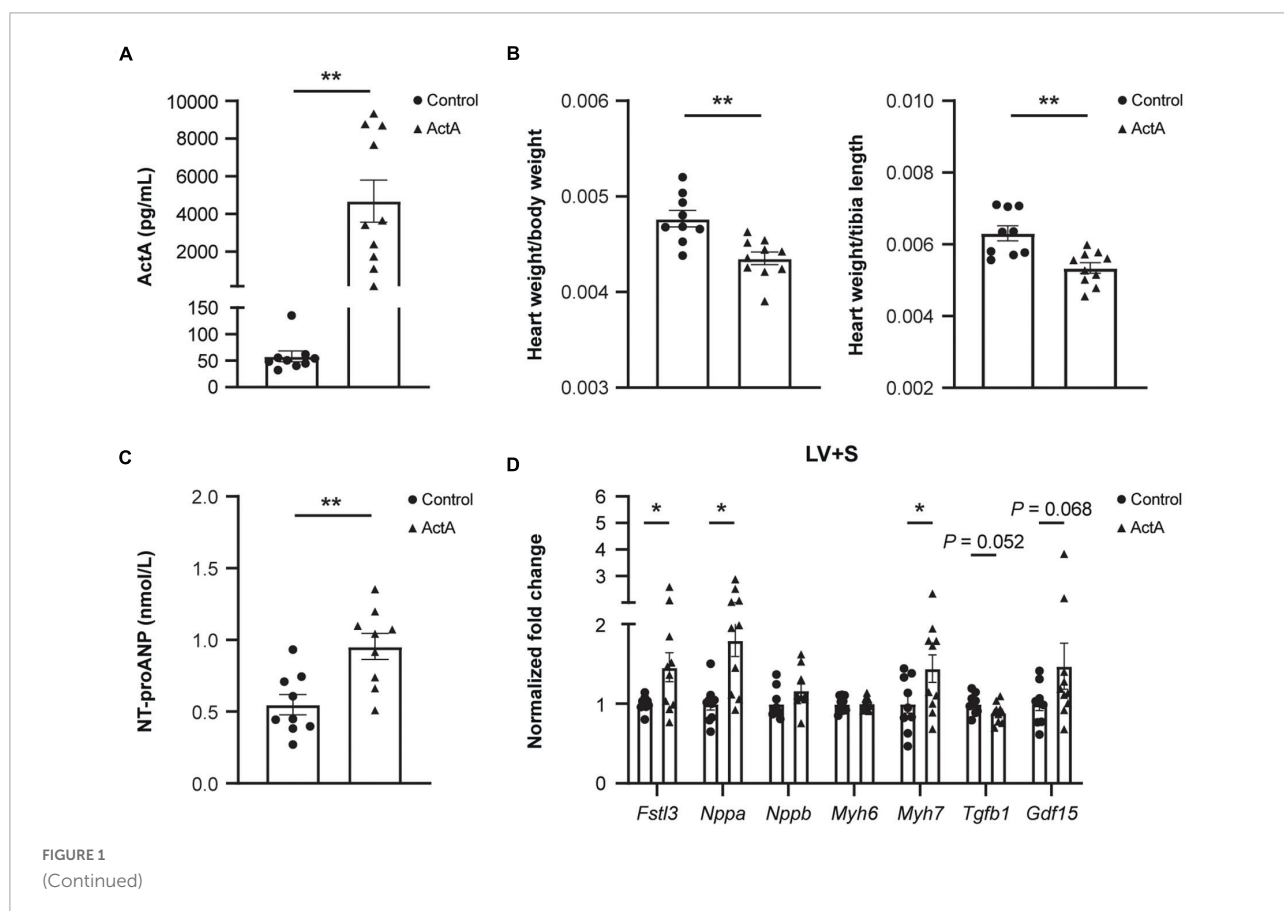 A
**
Control
ActA
ActA (pg/mL)
10000
8000
6000
4000
2000
150
100
50
0
B
Heart weight/body weight
0.006
0.005
0.004
0.003
**
Heart weight/tibia length
0.010
0.008
0.006
0.004
0.002
**
Control
ActA
C
NT-proANP (nmol/L)
2.0
1.5
1.0
0.5
0.0
**
Control
ActA
D
LV+S
Normalized fold change
6
5
4
3
2
1
0
*
*
*
P = 0.052
P = 0.068
Control
ActA
Fstl3 Nppa Nppb Myh6 Myh7 Tgfb1 Gdf15
FIGURE 1
(Continued)